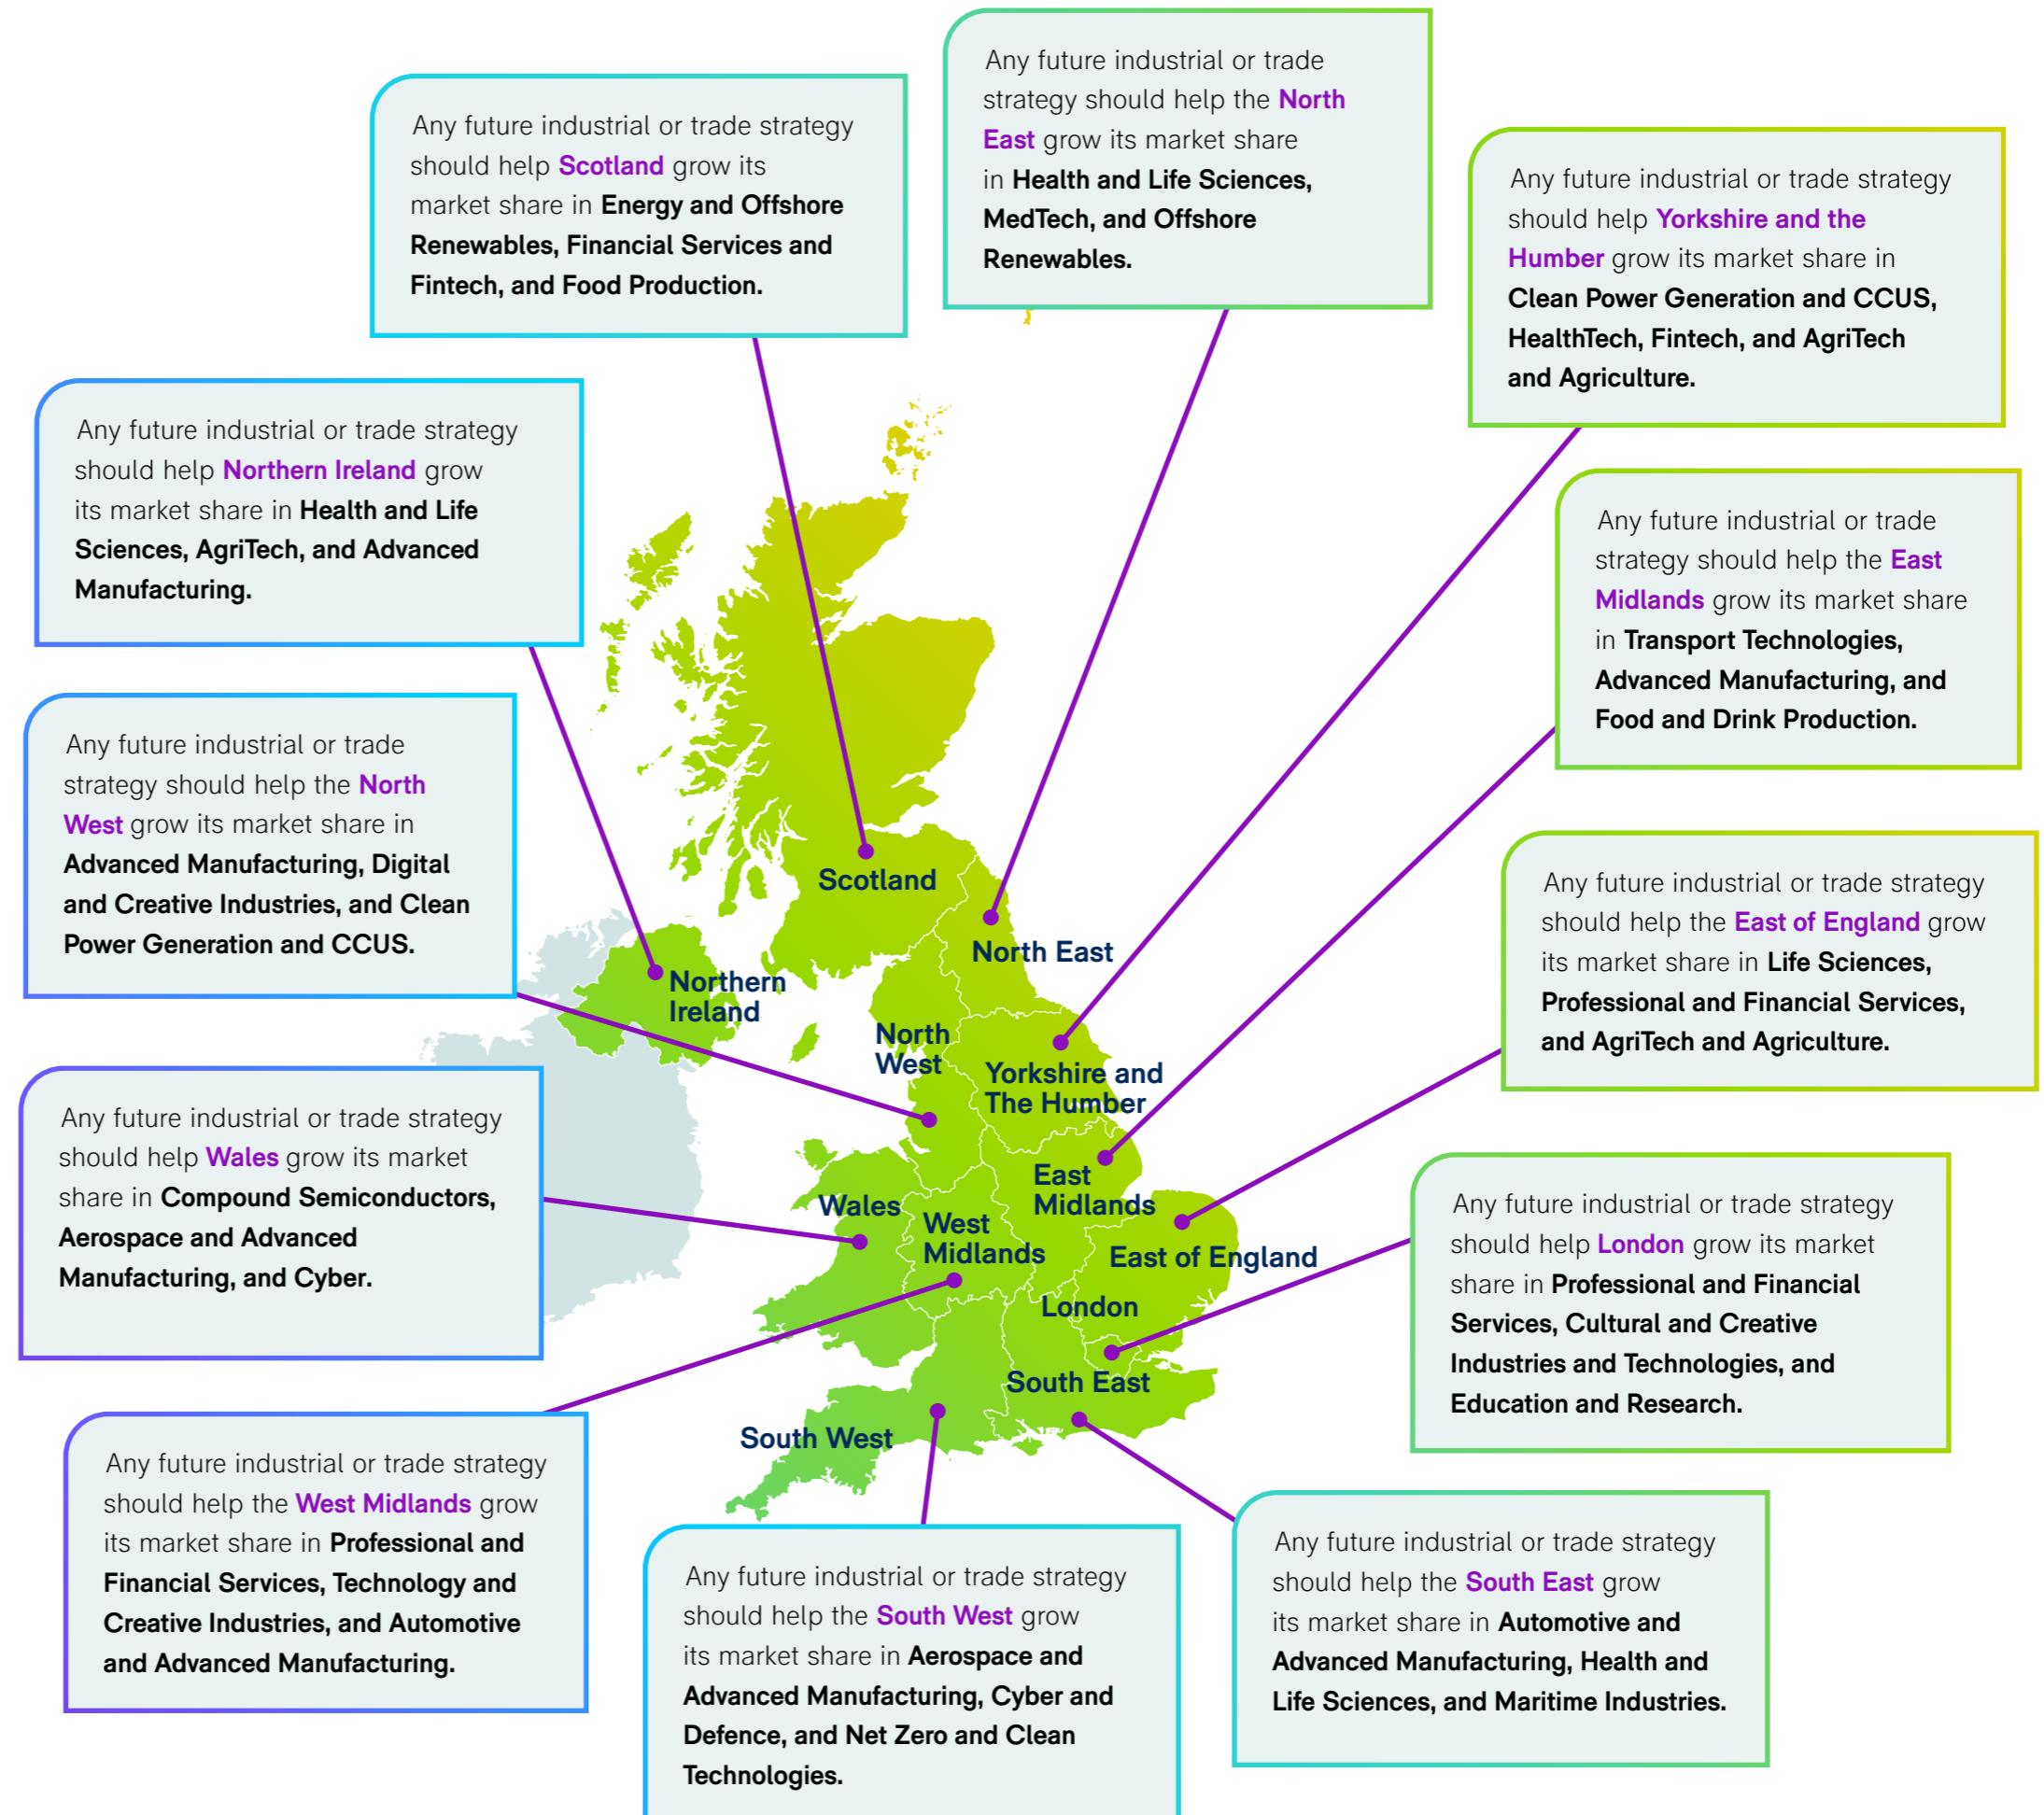 Any future industrial or trade
strategy should help the North
East grow its market share
in Health and Life Sciences,
MedTech, and Offshore
Renewables.
Any future industrial or trade strategy
should help Scotland grow its
market share in Energy and Offshore
Renewables, Financial Services and
Fintech, and Food Production.
Any future industrial or trade strategy
should help Yorkshire and the
Humber grow its market share in
Clean Power Generation and CCUS,
HealthTech, Fintech, and AgriTech
and Agriculture.
Any future industrial or trade strategy
should help Northern Ireland grow
its market share in Health and Life
Sciences, AgriTech, and Advanced
Manufacturing.
Any future industrial or trade
strategy should help the East
Midlands grow its market share
in Transport Technologies,
Advanced Manufacturing, and
Food and Drink Production.
Any future industrial or trade
strategy should help the North
West grow its market share in
Advanced Manufacturing, Digital
and Creative Industries, and Clean
Power Generation and CCUS.
Any future industrial or trade strategy
should help the East of England grow
its market share in Life Sciences,
Professional and Financial Services,
and AgriTech and Agriculture.
Scotland
North East
Northern
Ireland
North
West
Yorkshire and
The Humber
East
Midlands
Wales
West
Midlands
East of England
London
South East
South West
Any future industrial or trade strategy
should help Wales grow its market
share in Compound Semiconductors,
Aerospace and Advanced
Manufacturing, and Cyber.
Any future industrial or trade strategy
should help London grow its market
share in Professional and Financial
Services, Cultural and Creative
Industries and Technologies, and
Education and Research.
Any future industrial or trade strategy
should help the West Midlands grow
its market share in Professional and
Financial Services, Technology and
Creative Industries, and Automotive
and Advanced Manufacturing.
Any future industrial or trade strategy
should help the South West grow
its market share in Aerospace and
Advanced Manufacturing, Cyber and
Defence, and Net Zero and Clean
Technologies.
Any future industrial or trade strategy
should help the South East grow
its market share in Automotive and
Advanced Manufacturing, Health and
Life Sciences, and Maritime Industries.